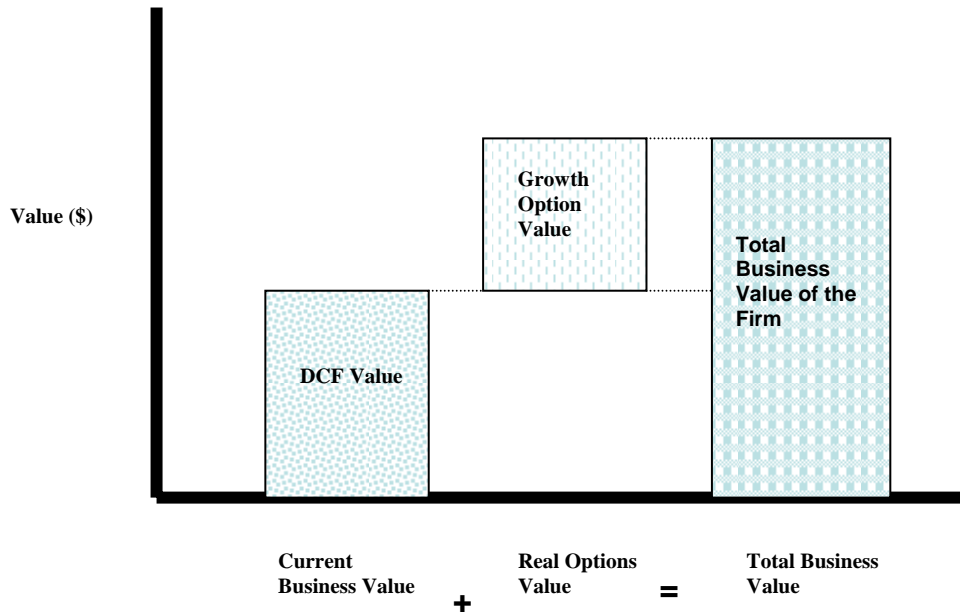 Value ($)
Growth
Option
Value
Total
Business
Value of the
Firm
DCF Value
Current
Business Value
+
Real Options
Value
=
Total Business
Value